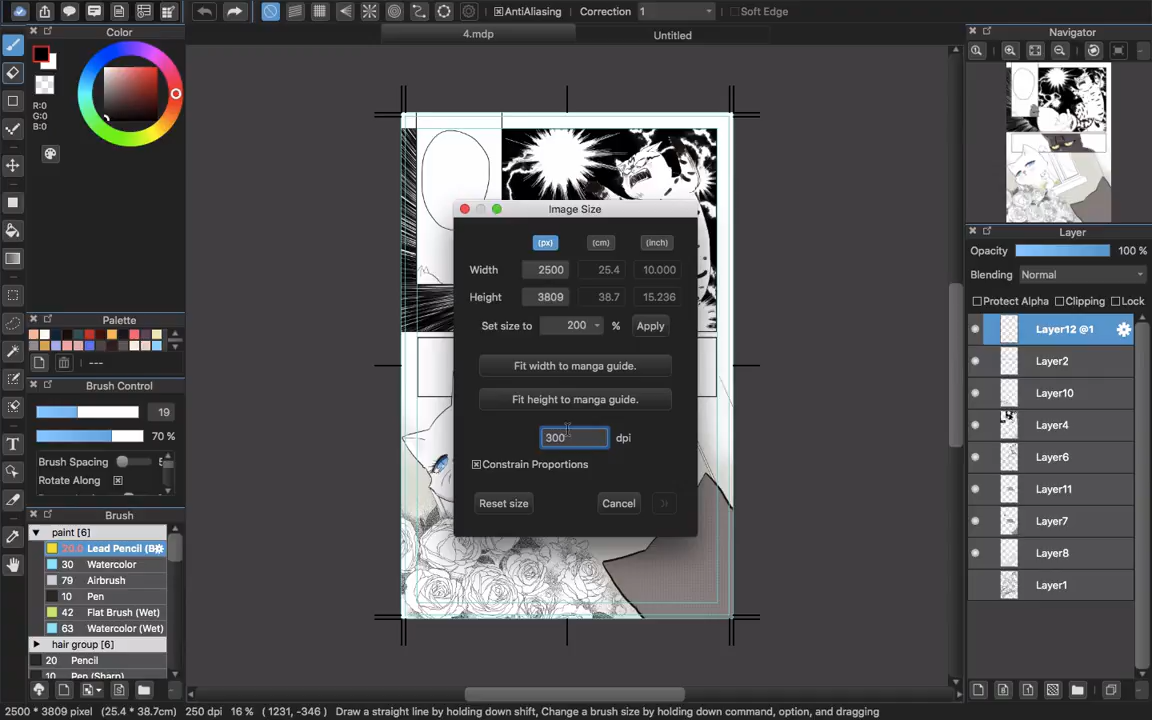 AntiAliasing Correction 1 Soft Edge
4.mdp Untitled
Color
R:0
G:0
B:0
Palette
---
Brush Control
19
70 %
Brush Spacing
Rotate Along
Brush
paint [6]
20.0 Lead Pencil (B
30 Watercolor
79 Airbrush
10 Pen
42 Flat Brush (Wet)
63 Watercolor (Wet)
hair group [6]
20 Pencil
10 Pen (Sharp)
Image Size
(px) (cm) (inch)
Width 2500 25.4 10.000
Height 3809 38.7 15.236
Set size to 200 % Apply
Fit width to manga guide.
Fit height to manga guide.
300 dpi
Constrain Proportions
Reset size Cancel
Navigator
Layer
Opacity 100 %
Blending Normal
Protect Alpha Clipping Lock
Layer12 @1
Layer2
Layer10
Layer4
Layer6
Layer11
Layer7
Layer8
Layer1
2500 * 3809 pixel (25.4 * 38.7cm) 250 dpi 16 % ( 1231, -346 ) Draw a straight line by holding down shift, Change a brush size by holding down command, option, and dragging